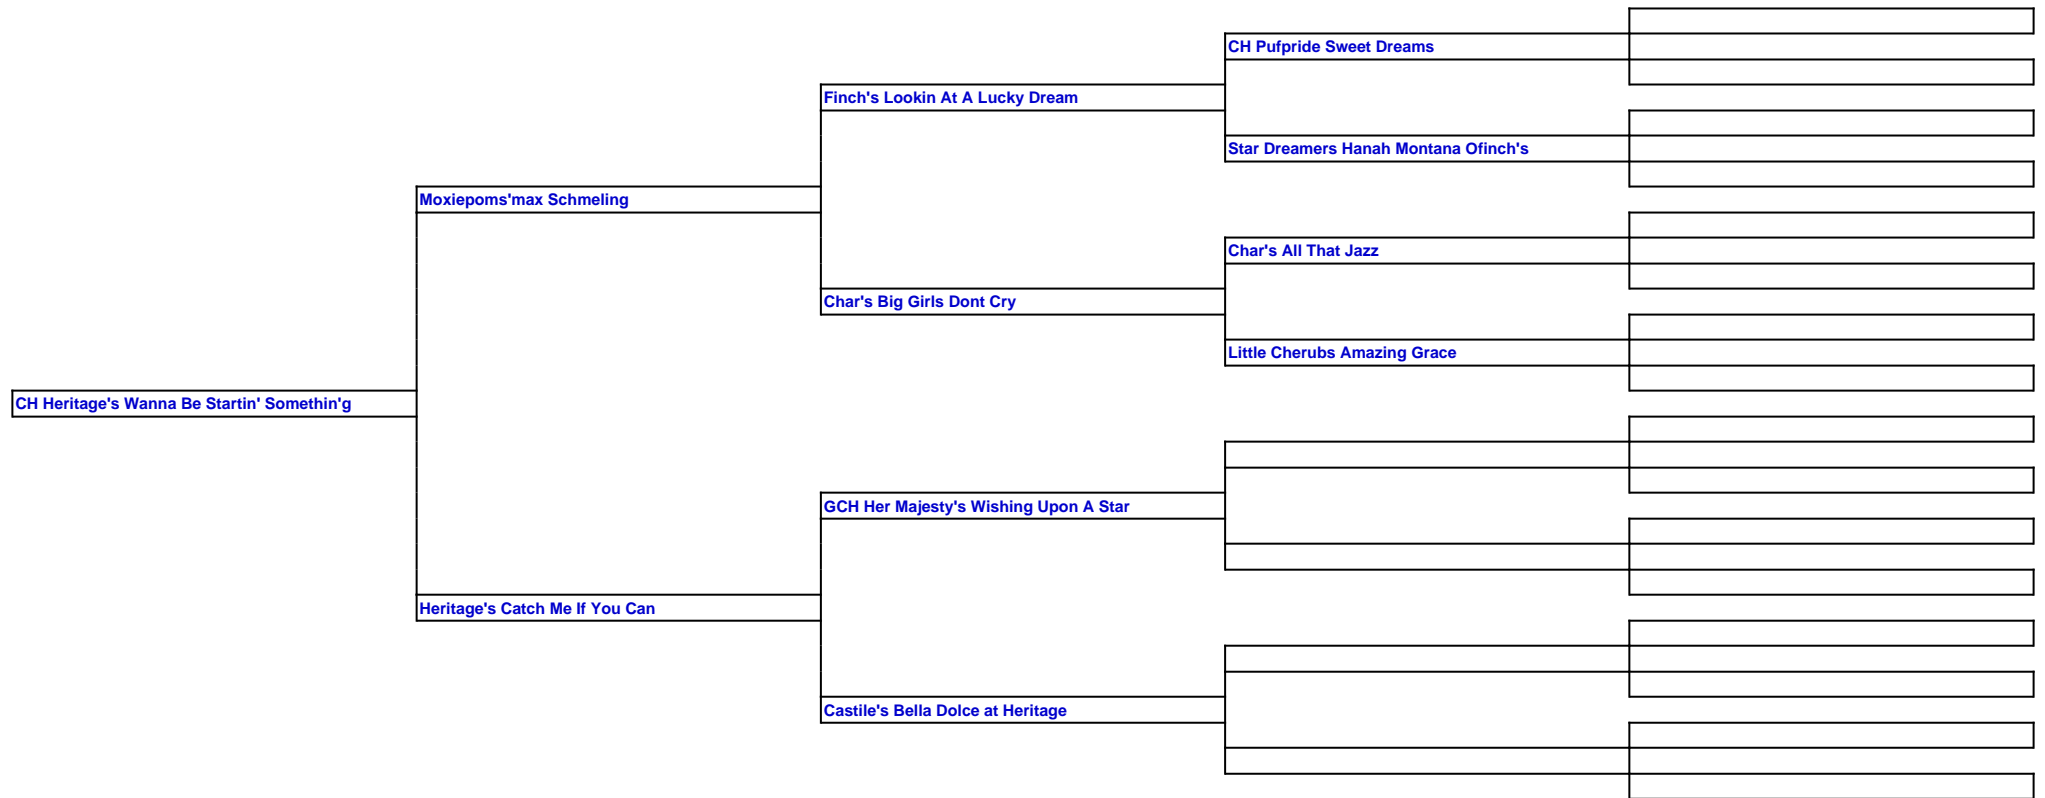 CH Pufpride Sweet Dreams
Finch's Lookin At A Lucky Dream
Star Dreamers Hanah Montana Ofinch's
Moxiepoms'max Schmeling
Char's All That Jazz
Char's Big Girls Dont Cry
Little Cherubs Amazing Grace
CH Heritage's Wanna Be Startin' Somethin'g
GCH Her Majesty's Wishing Upon A Star
Heritage's Catch Me If You Can
Castile's Bella Dolce at Heritage